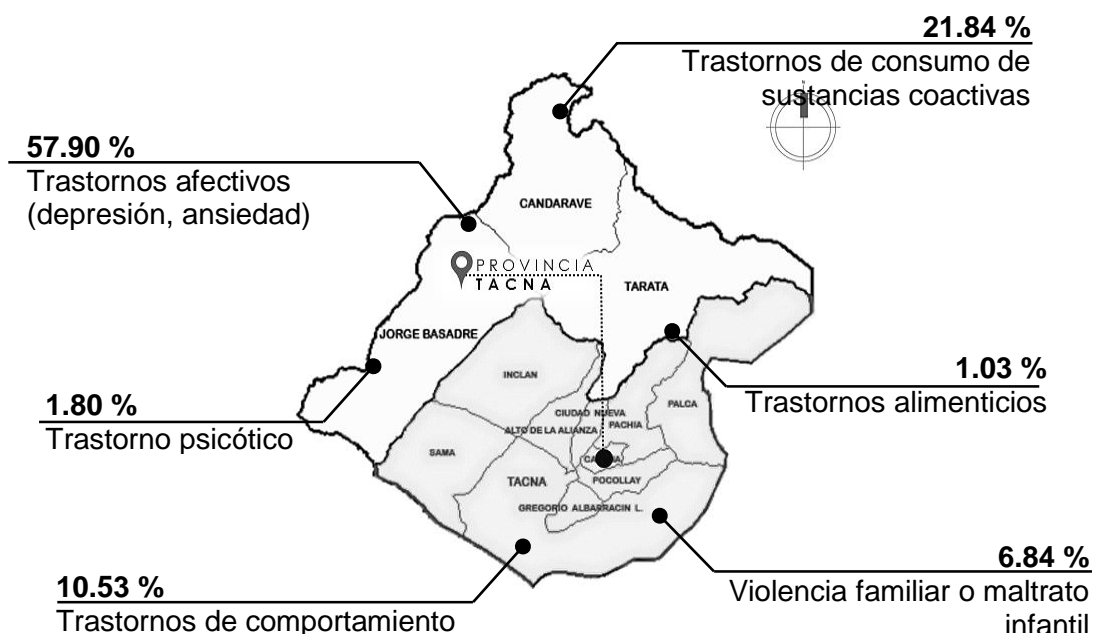 21.84 %
Trastornos de consumo de
sustancias coactivas
57.90 %
Trastornos afectivos
(depresión, ansiedad)
CANDARAVE
PROVINCIA
TACNA
TARATA
JORGE BASADRE
INCLAN
1.03 %
Trastornos alimenticios
1.80 %
Trastorno psicótico
CIUDAD NUEVA
PALCA
PACHIA
ALTO DE LA ALIANZA
SAMA
TACNA
POCOLLAY
GREGORIO ALBARRACIN L.
6.84 %
Violencia familiar o maltrato
infantil
10.53 %
Trastornos de comportamiento